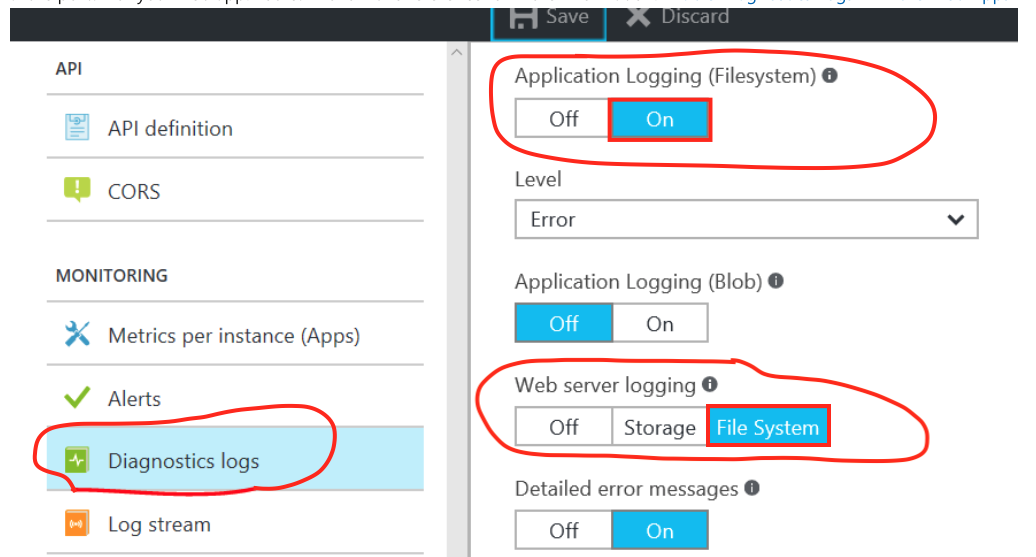 Save
Discard
API
API definition
CORS
MONITORING
Metrics per instance (Apps)
Alerts
Diagnostics logs
Log stream
Application Logging (Filesystem)
Off On
Level
Error
Application Logging (Blob)
Off On
Web server logging
Off Storage File System
Detailed error messages
Off On